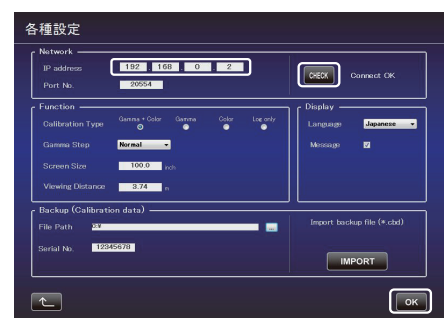 各種設定
Network
IP address 192 . 168 . 0 . 2
CHECK Connect OK
Port No. 20554
Function
Calibration Type Gamma + Color Gamma Color Log only
Gamma Step Normal
Screen Size 100.0 inch
Viewing Distance 3.74 m
Display
Language Japanese
Message
Backup (Calibration data)
File Path D:¥ ...
Serial No. 12345678
Import backup file (*.cbd)
IMPORT
OK